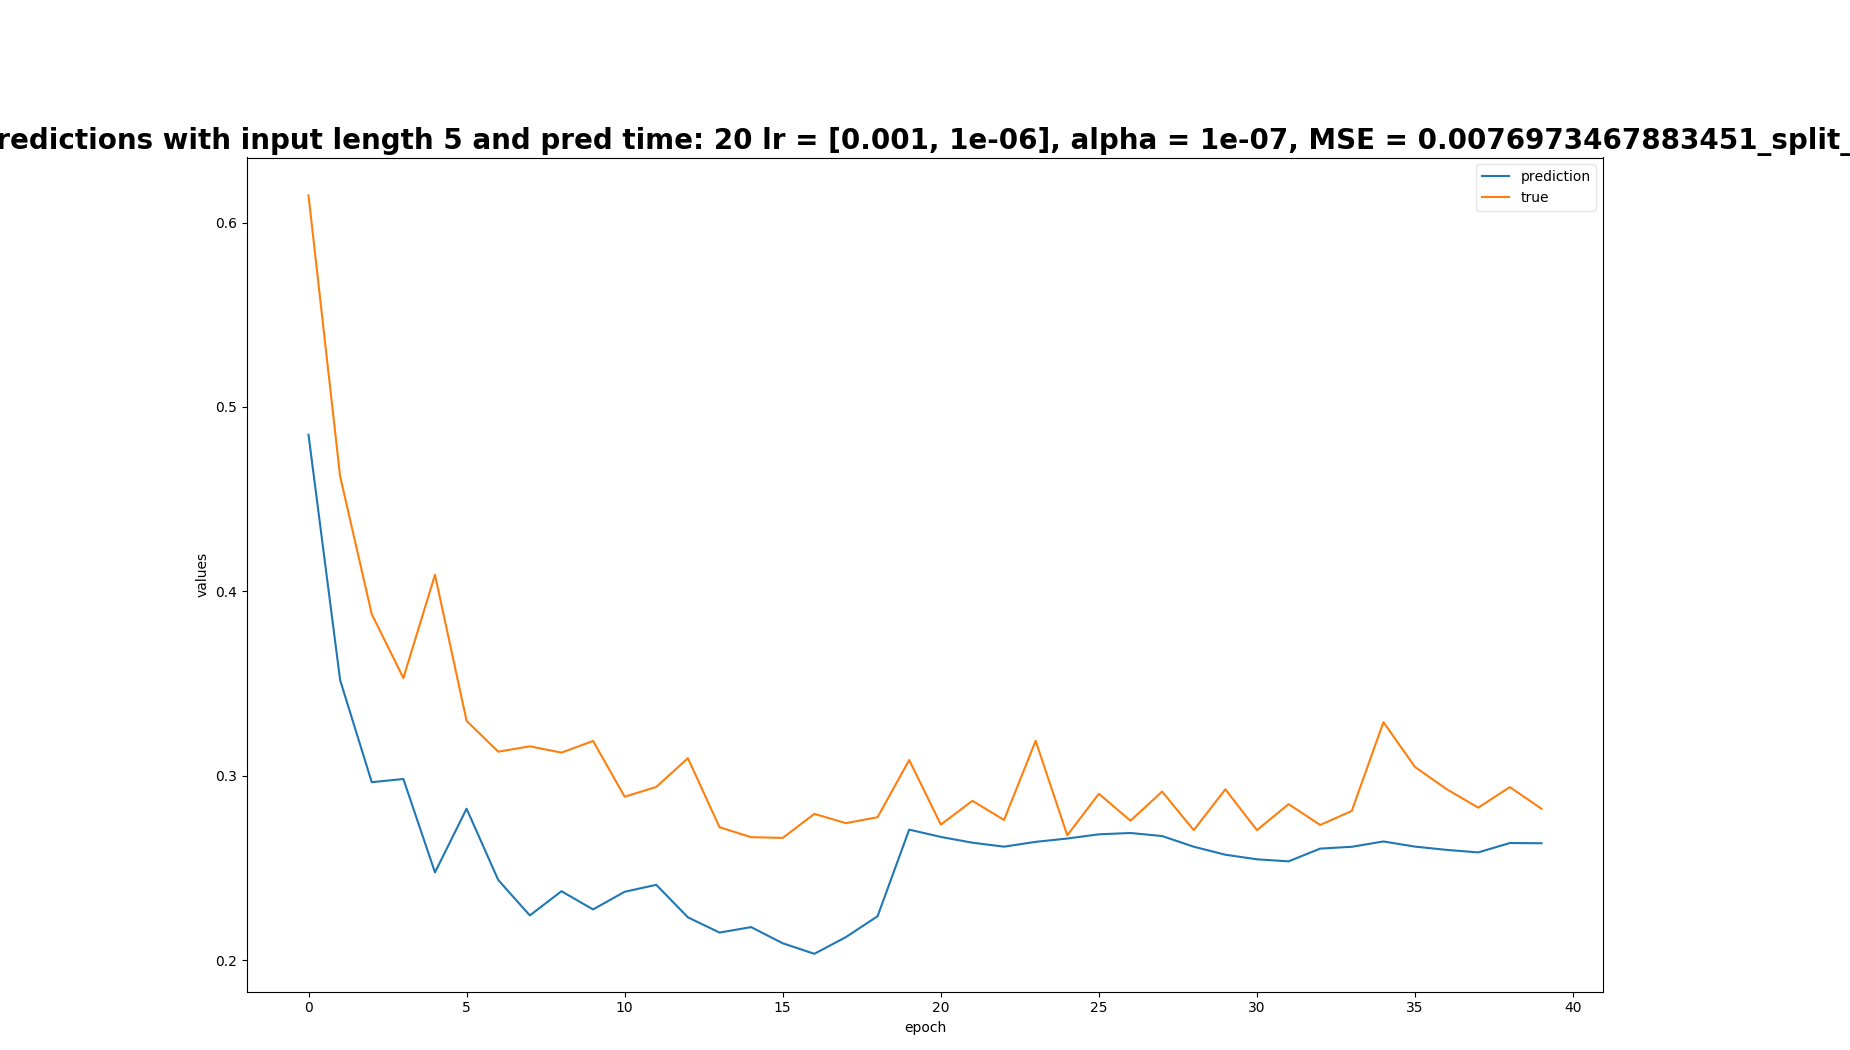 redictions with input length 5 and pred time: 20 lr = [0.001, 1e-06], alpha = 1e-07, MSE = 0.0076973467883451_split_
prediction
true
0.6
0.5
0.4
0.3
0.2
values
0 5 10 15 20 25 30 35 40
epoch